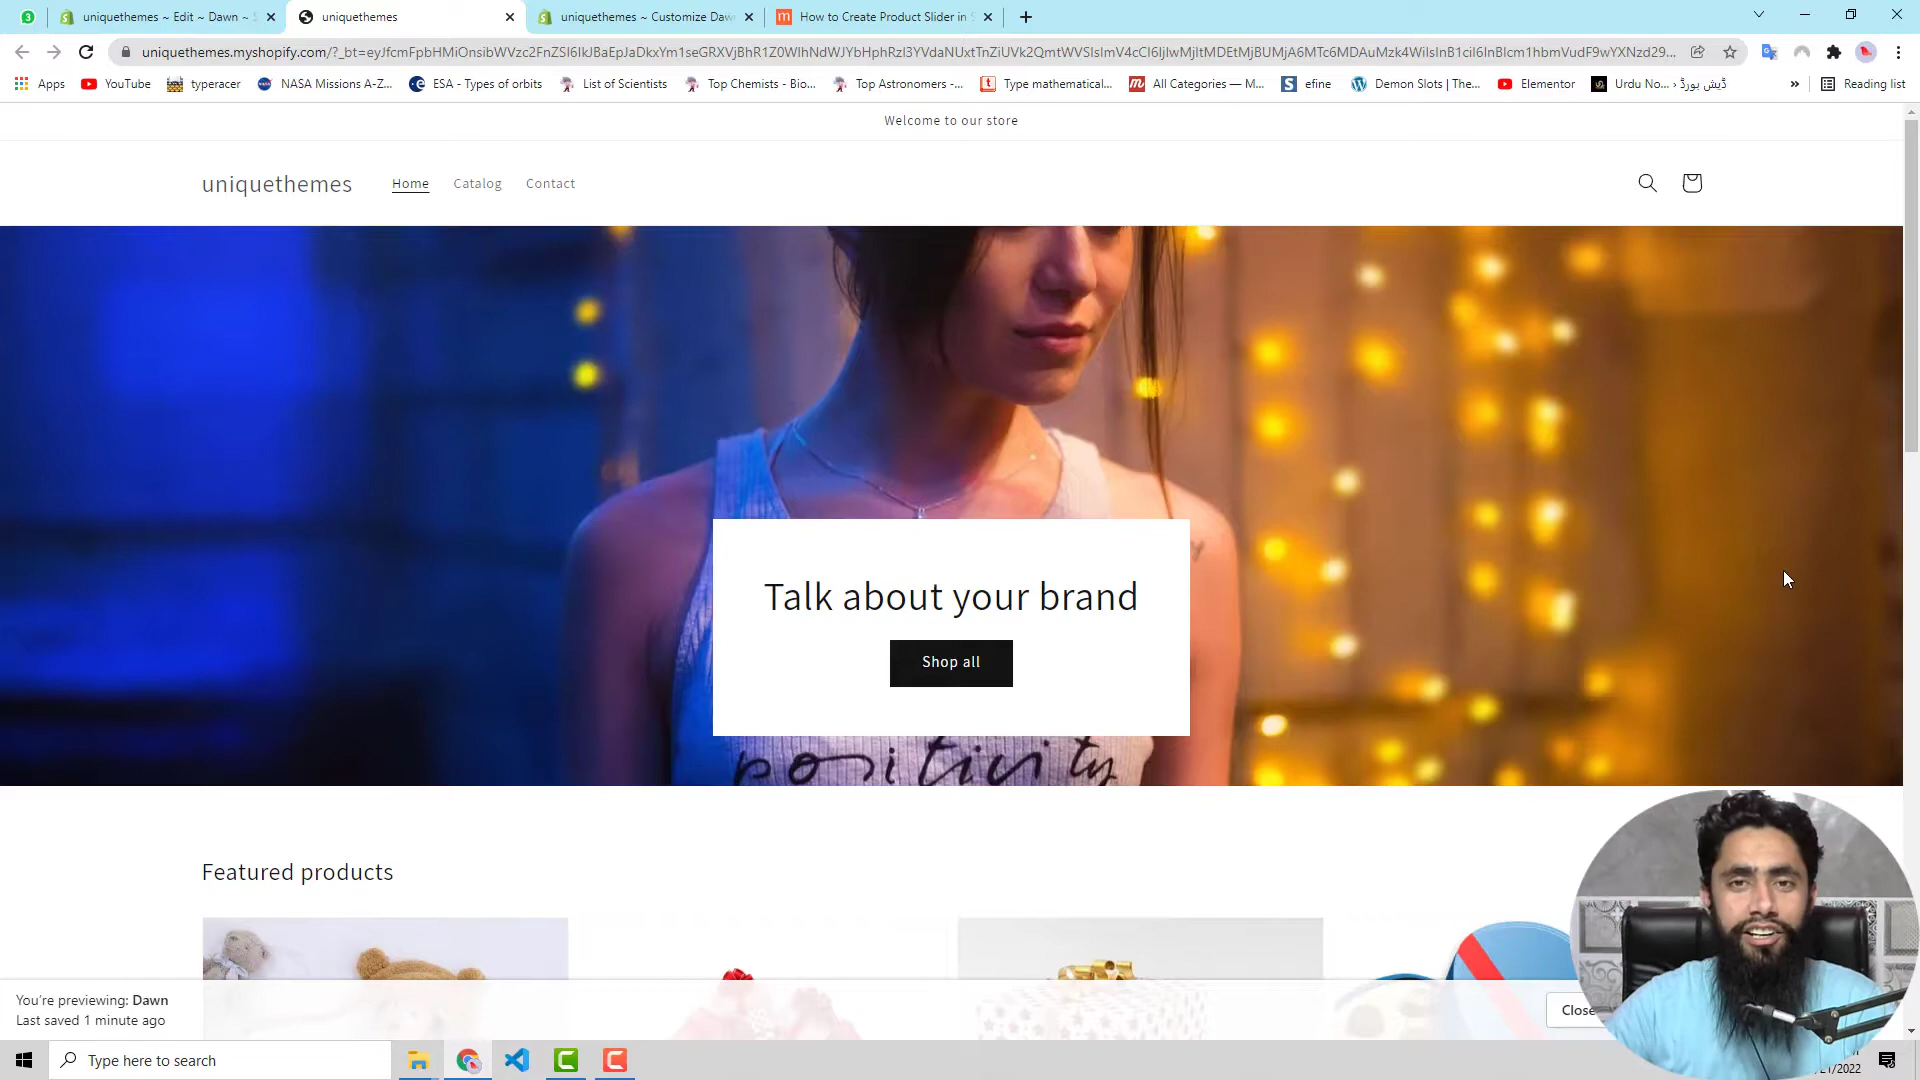 uniquethemes ~ Edit ~ Dawn ~
uniquethemes
uniquethemes ~ Customize Daw
How to Create Product Slider in S
uniquethemes.myshopify.com/?_bt=
Apps
YouTube
typeracer
NASA Missions A-Z...
ESA - Types of orbits
List of Scientists
Top Chemists - Bio...
Top Astronomers -...
Type mathematical...
All Categories — M...
efine
Demon Slots | The...
Elementor
Urdu No... › ڈیش بورڈ
»
Reading list
Welcome to our store
uniquethemes
Home
Catalog
Contact
Talk about your brand
Shop all
positivity
Featured products
You're previewing: Dawn
Last saved 1 minute ago
Close
Type here to search